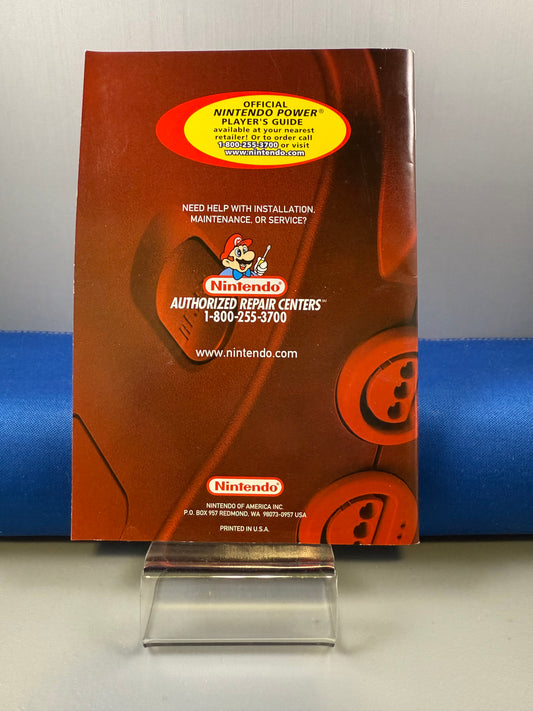 OFFICIAL
NINTENDO POWER®
PLAYER'S GUIDE
available at your nearest
retailer! Or to order call
1-800-255-3700 or visit
www.nintendo.com
NEED HELP WITH INSTALLATION,
MAINTENANCE, OR SERVICE?
Nintendo®
AUTHORIZED REPAIR CENTERS℠
1-800-255-3700
www.nintendo.com
Nintendo®
NINTENDO OF AMERICA INC.
P.O. BOX 957 REDMOND, WA 98073-0957 USA
PRINTED IN U.S.A.